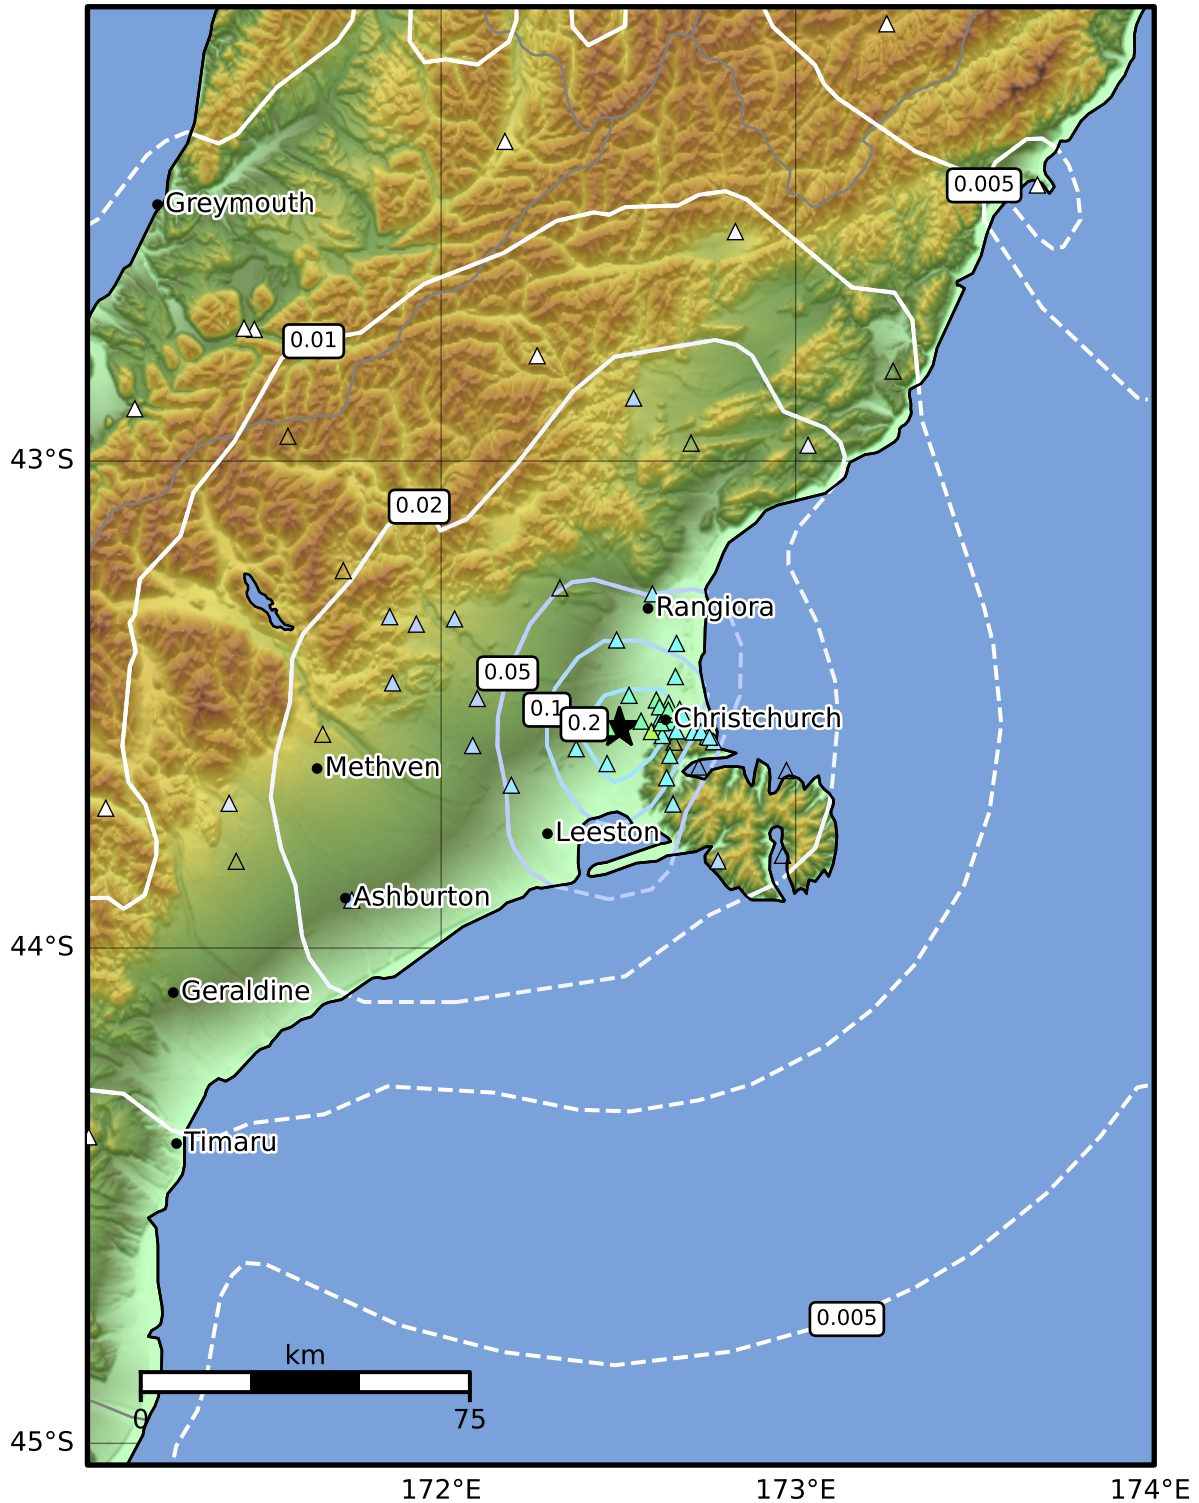 0.005
Greymouth
0.01
43°S
0.02
Rangiora
0.05
0.1
0.2
Christchurch
Methven
Leeston
Ashburton
44°S
Geraldine
Timaru
0.005
km
0 75
45°S
172°E 173°E 174°E